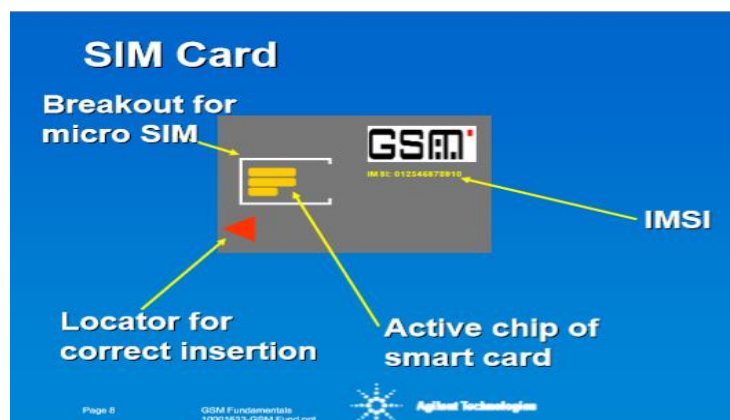 SIM Card
Breakout for
micro SIM
GSM
IMSI: 012546878910
IMSI
Locator for
correct insertion
Active chip of
smart card
Page 8
GSM Fundamentals
Agilent Technologies